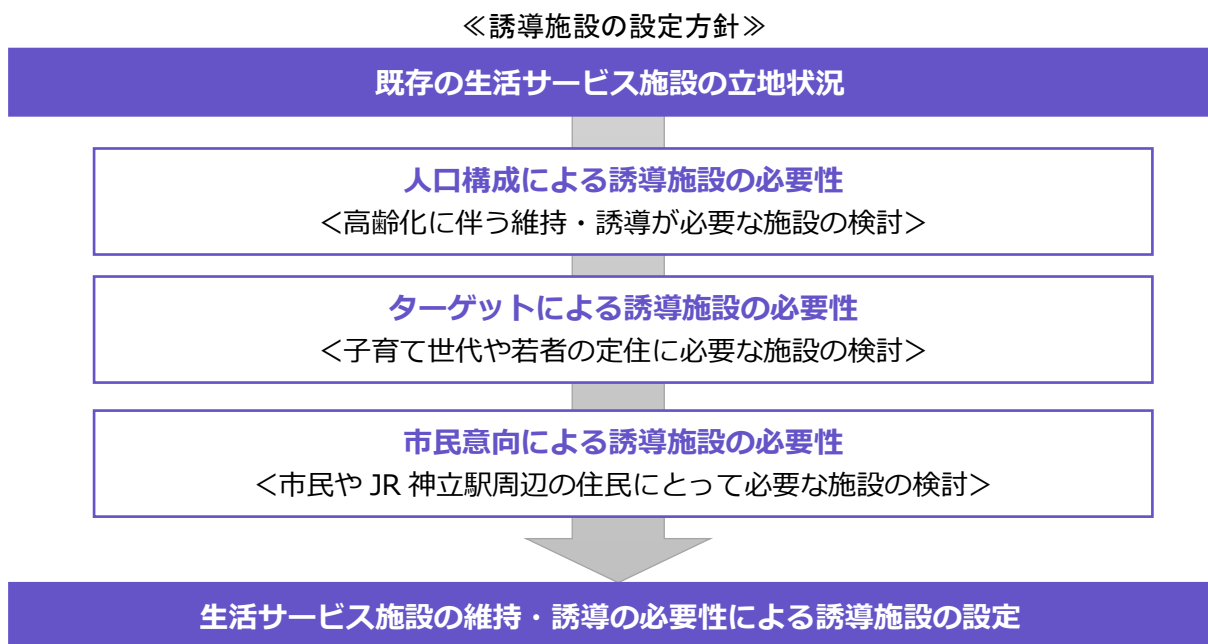 ≪誘導施設の設定方針≫
既存の生活サービス施設の立地状況
人口構成による誘導施設の必要性
＜高齢化に伴う維持・誘導が必要な施設の検討＞
ターゲットによる誘導施設の必要性
＜子育て世代や若者の定住に必要な施設の検討＞
市民意向による誘導施設の必要性
＜市民や JR 神立駅周辺の住民にとって必要な施設の検討＞
生活サービス施設の維持・誘導の必要性による誘導施設の設定